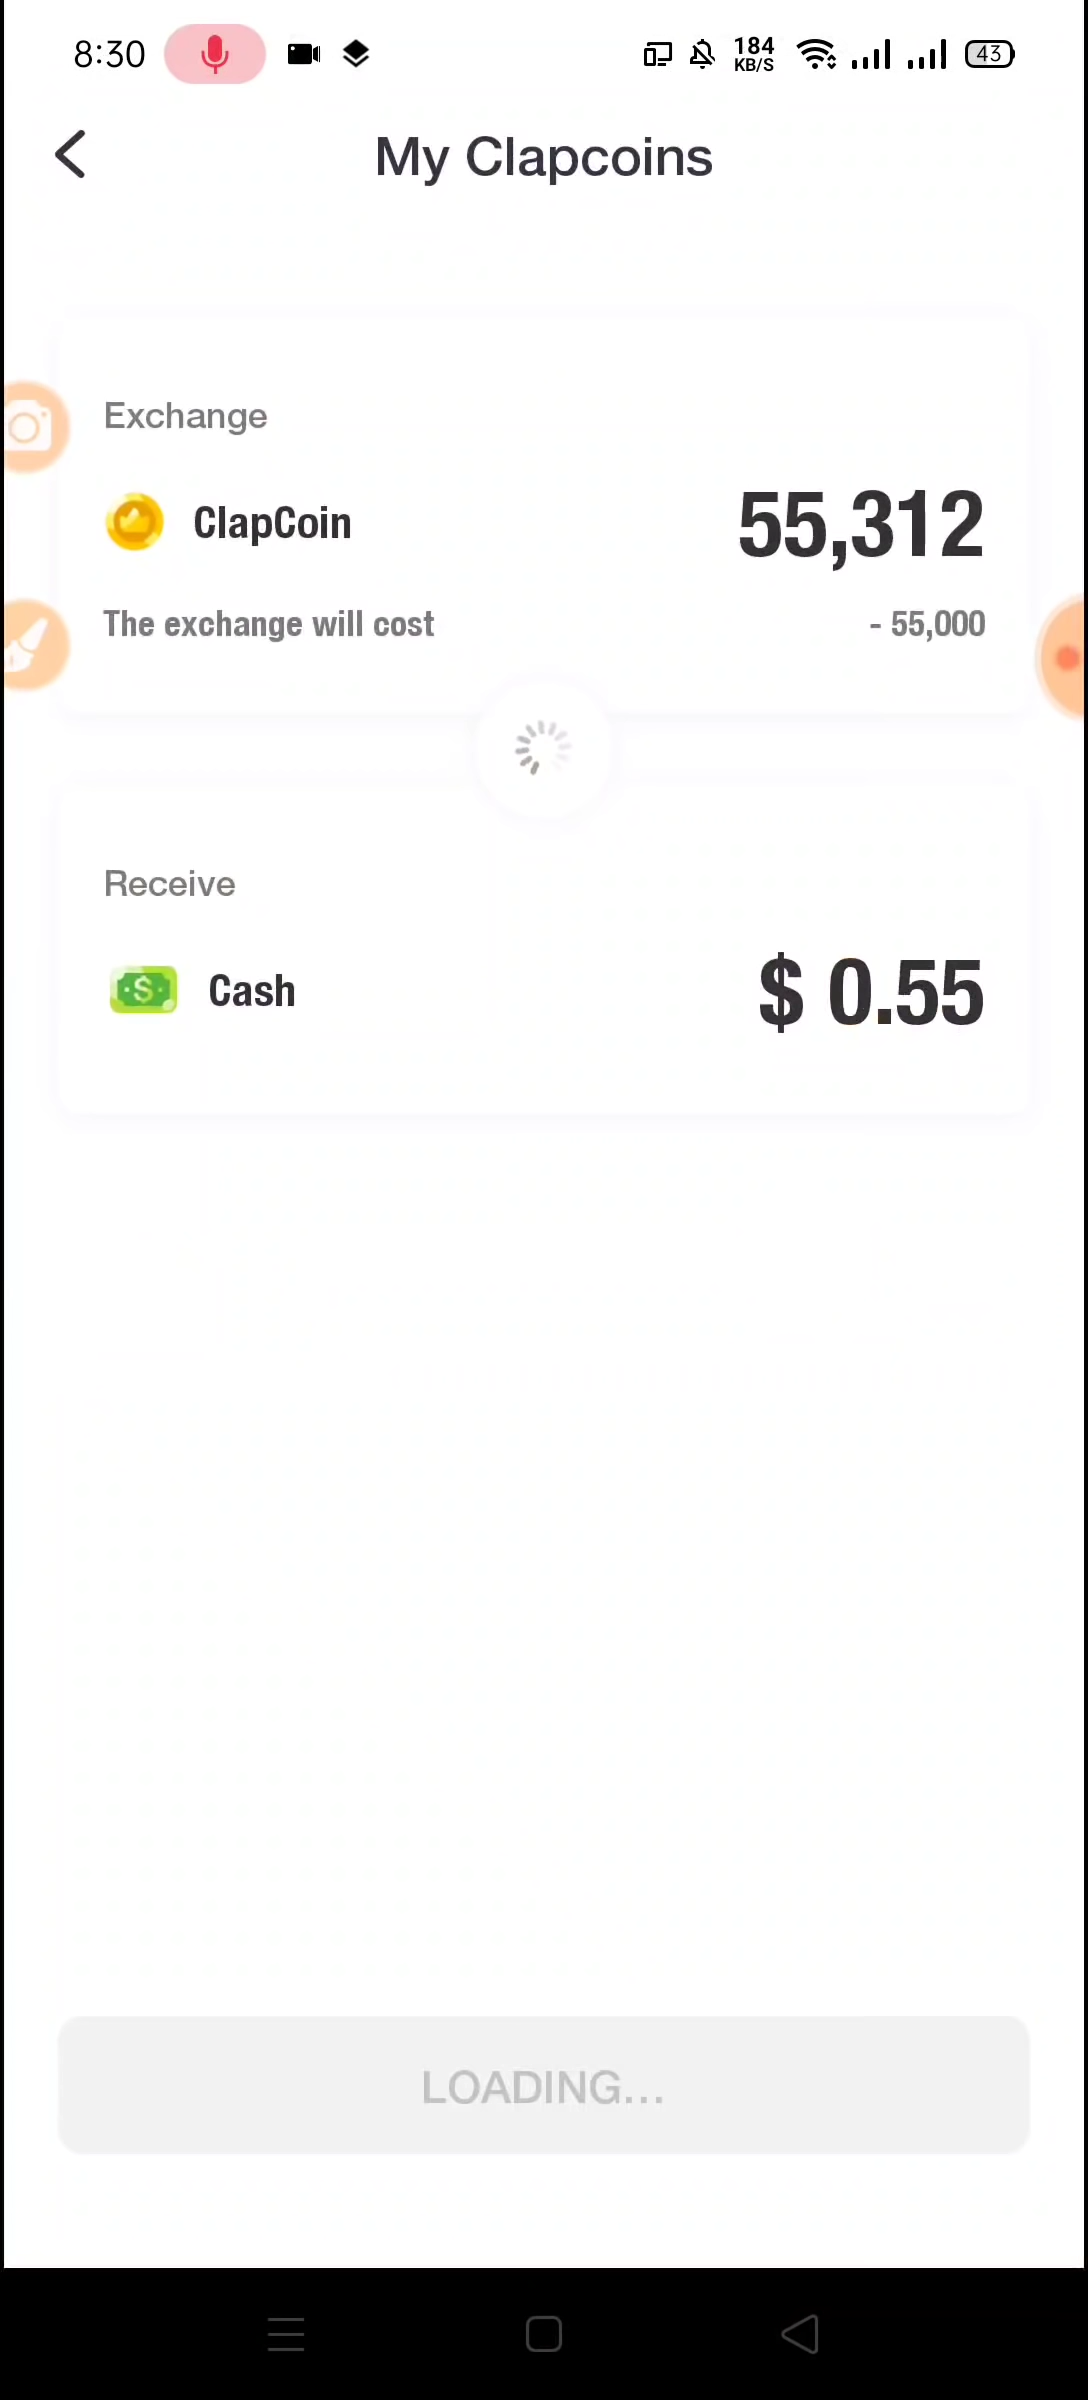 8:30
184
KB/S
43
My Clapcoins
Exchange
ClapCoin 55,312
The exchange will cost - 55,000
Receive
$ Cash $ 0.55
LOADING...